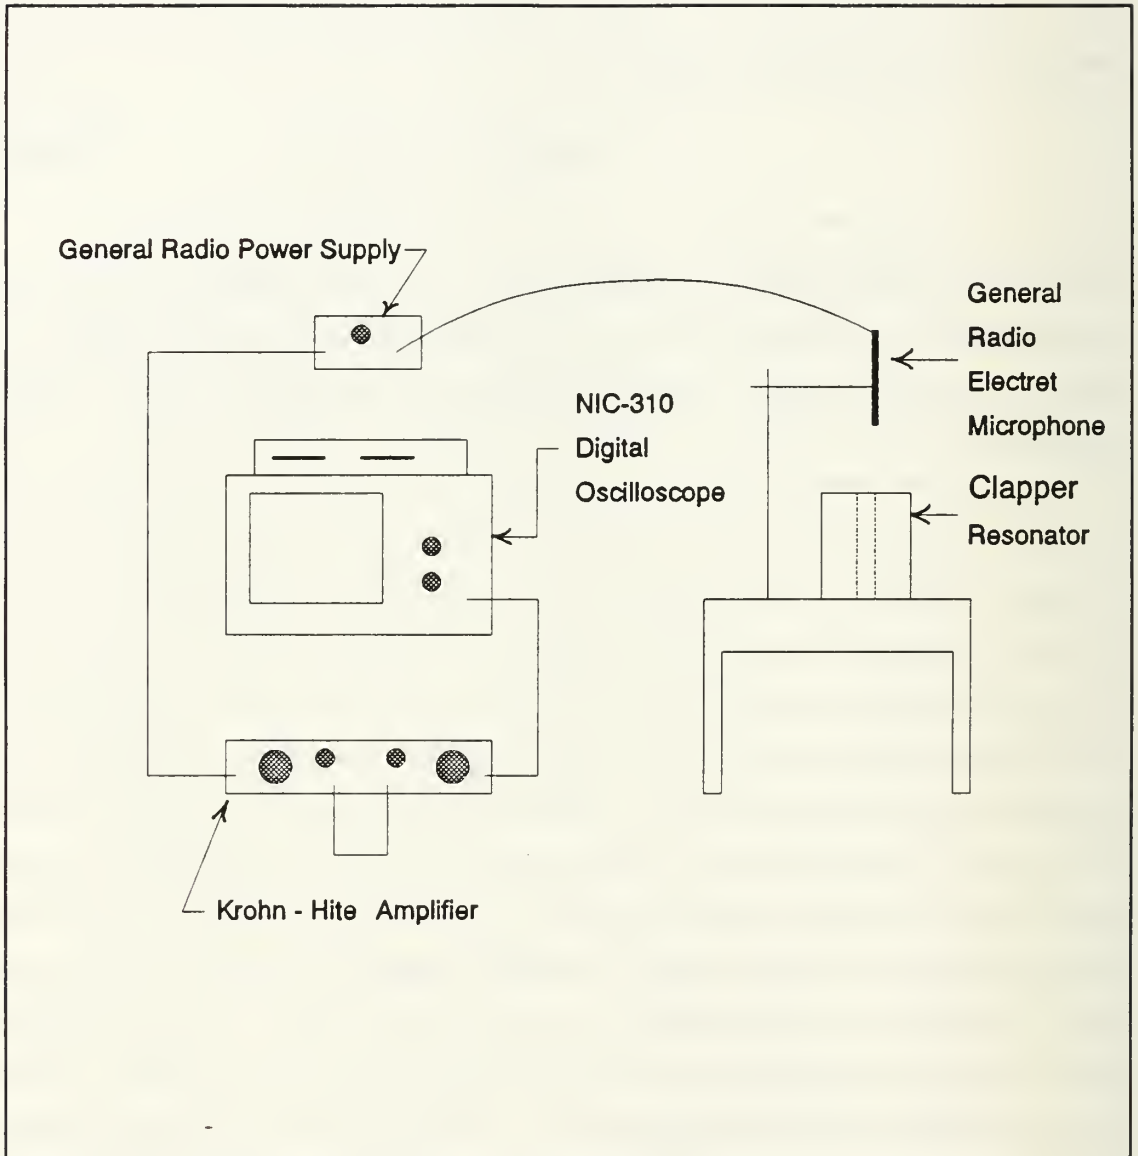 General Radio Power Supply
General
Radio
Electret
Microphone
NIC-310
Digital
Oscilloscope
Clapper
Resonator
Krohn - Hite Amplifier